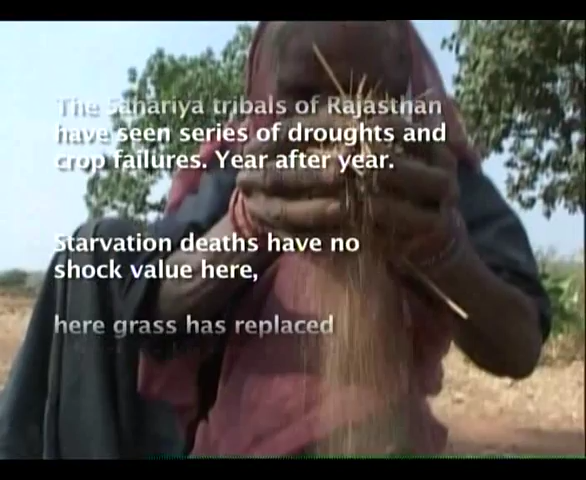 The Sahariya tribals of Rajasthan
have seen series of droughts and
crop failures. Year after year.
Starvation deaths have no
shock value here,
here grass has replaced